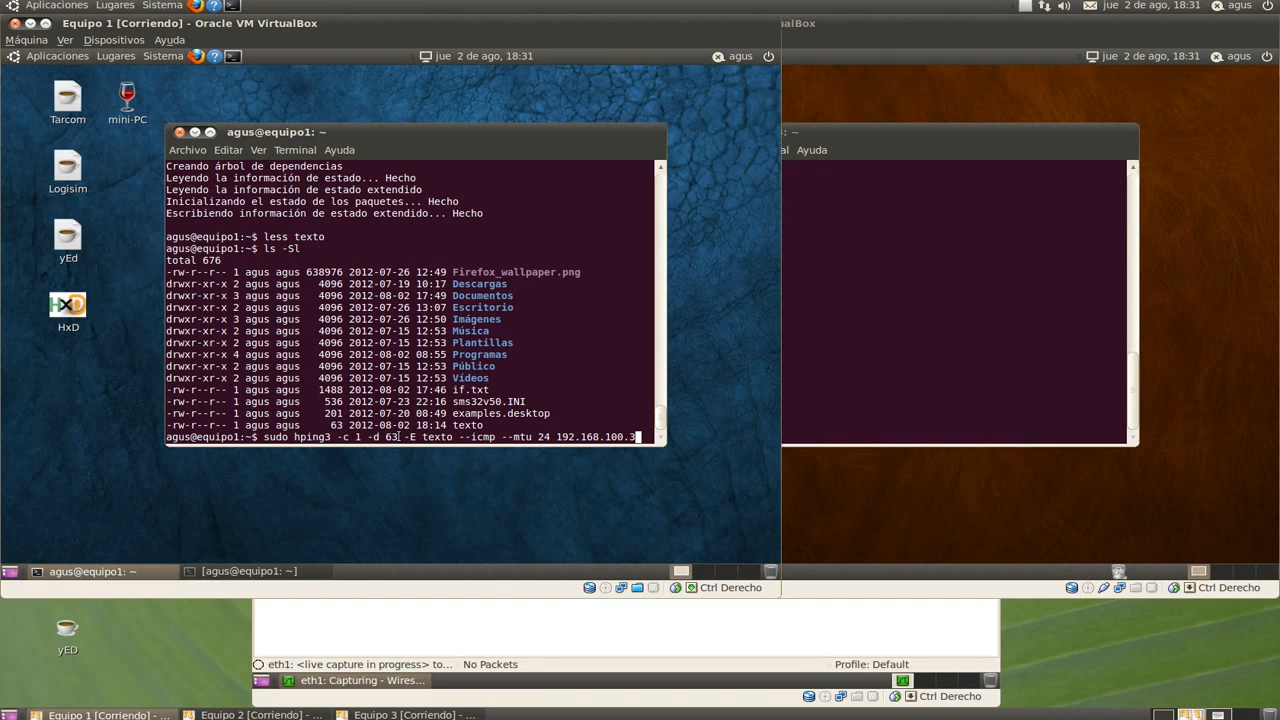 Aplicaciones Lugares Sistema jue 2 de ago, 18:31 agus
Equipo 1 [Corriendo] - Oracle VM VirtualBox
ualBox
Máquina Ver Dispositivos Ayuda
Aplicaciones Lugares Sistema jue 2 de ago, 18:31 agus
jue 2 de ago, 18:31 agus
Tarcom
mini-PC
Logisim
yEd
HxD
agus@equipo1: ~
: ~
Archivo Editar Ver Terminal Ayuda
al Ayuda
Creando árbol de dependencias
Leyendo la información de estado... Hecho
Leyendo la información de estado extendido
Inicializando el estado de los paquetes... Hecho
Escribiendo información de estado extendido... Hecho
agus@equipo1:~$ less texto
agus@equipo1:~$ ls -Sl
total 676
-rw-r--r-- 1 agus agus 638976 2012-07-26 12:49 Firefox_wallpaper.png
drwxr-xr-x 2 agus agus 4096 2012-07-19 10:17 Descargas
drwxr-xr-x 3 agus agus 4096 2012-08-02 17:49 Documentos
drwxr-xr-x 2 agus agus 4096 2012-07-26 13:07 Escritorio
drwxr-xr-x 3 agus agus 4096 2012-07-26 12:50 Imágenes
drwxr-xr-x 2 agus agus 4096 2012-07-15 12:53 Música
drwxr-xr-x 2 agus agus 4096 2012-07-15 12:53 Plantillas
drwxr-xr-x 4 agus agus 4096 2012-08-02 08:55 Programas
drwxr-xr-x 2 agus agus 4096 2012-07-15 12:53 Público
drwxr-xr-x 2 agus agus 4096 2012-07-15 12:53 Vídeos
-rw-r--r-- 1 agus agus 1488 2012-08-02 17:46 if.txt
-rw-r--r-- 1 agus agus 536 2012-07-23 22:16 sms32v50.INI
-rw-r--r-- 1 agus agus 201 2012-07-20 08:49 examples.desktop
-rw-r--r-- 1 agus agus 63 2012-08-02 18:14 texto
agus@equipo1:~$ sudo hping3 -c 1 -d 63 -E texto --icmp --mtu 24 192.168.100.3
agus@equipo1: ~
[agus@equipo1: ~]
Ctrl Derecho
Ctrl Derecho
yED
eth1: <live capture in progress> to... No Packets Profile: Default
eth1: Capturing - Wires...
Ctrl Derecho
Equipo 1 [Corriendo] - ... Equipo 2 [Corriendo] - ... Equipo 3 [Corriendo] - ...